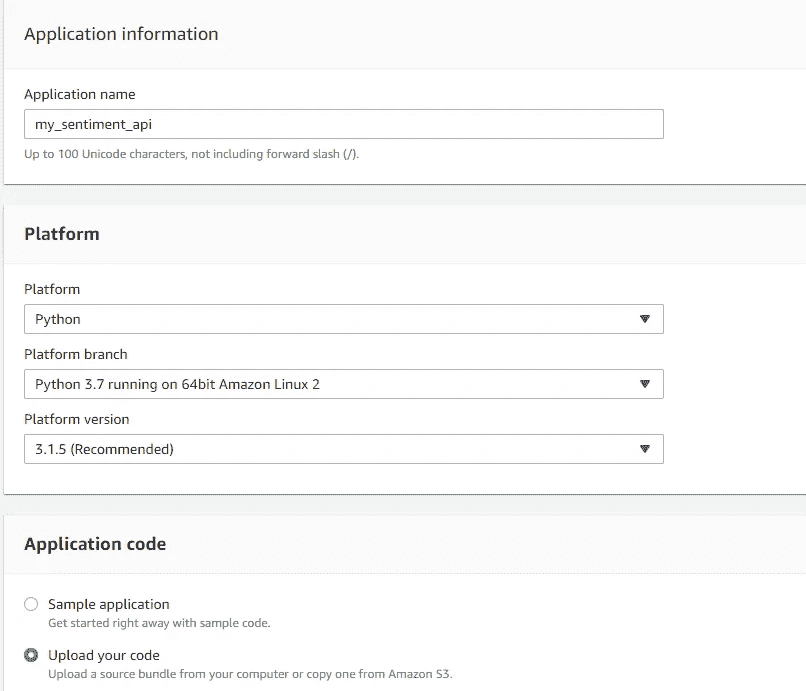 Application information
Application name
my_sentiment_api
Up to 100 Unicode characters, not including forward slash (/).
Platform
Platform
Python
Platform branch
Python 3.7 running on 64bit Amazon Linux 2
Platform version
3.1.5 (Recommended)
Application code
Sample application
Get started right away with sample code.
Upload your code
Upload a source bundle from your computer or copy one from Amazon S3.